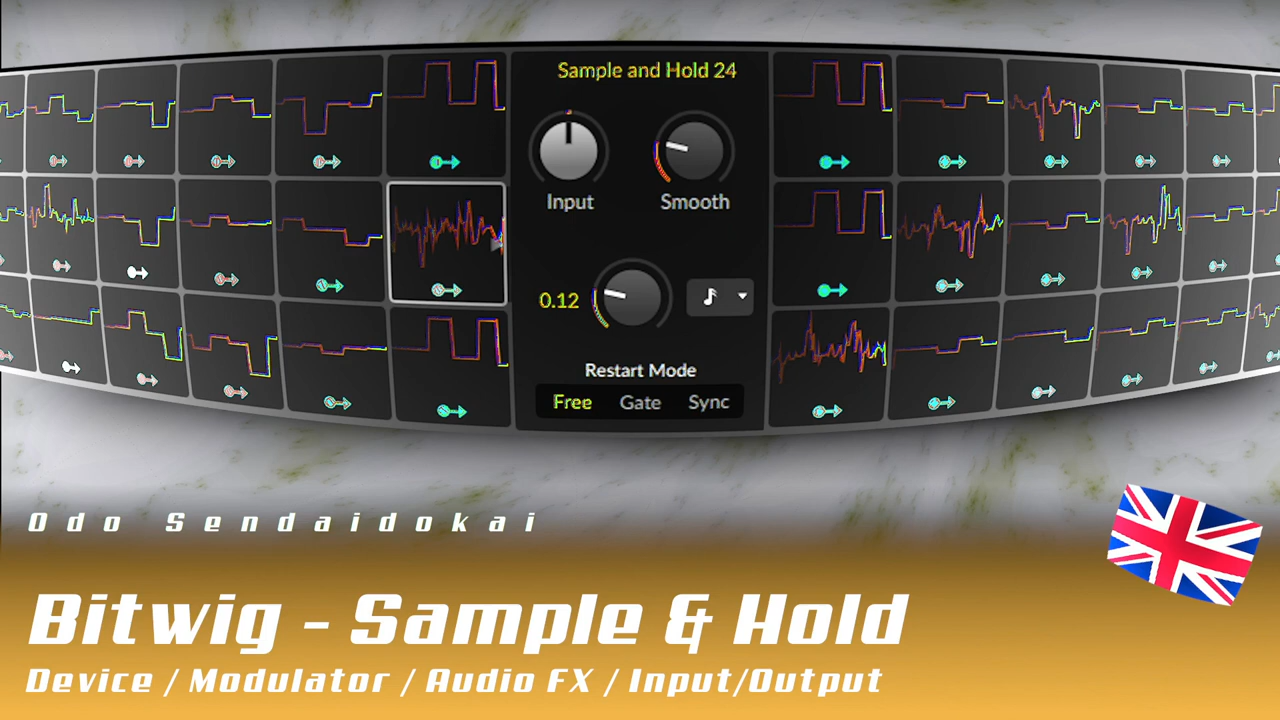 Sample and Hold 24
Input
Smooth
0.12
Restart Mode
Free Gate Sync
Odo Sendaidokai
Bitwig - Sample & Hold
Device / Modulator / Audio FX / Input/Output